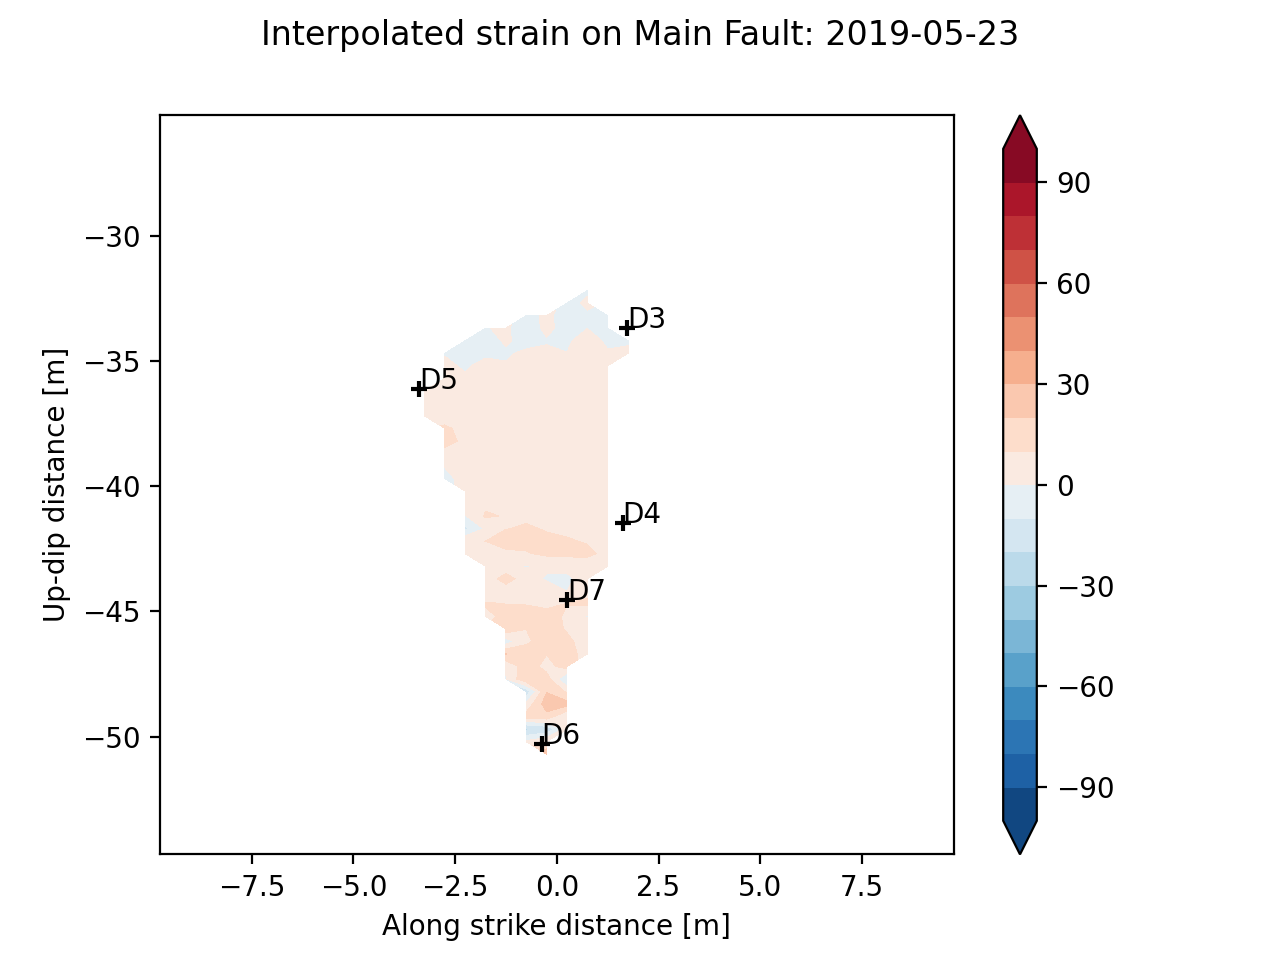 Interpolated strain on Main Fault: 2019-05-23
Up-dip distance [m]
−30
−35
−40
−45
−50
D3
D5
D4
D7
D6
−7.5 −5.0 −2.5 0.0 2.5 5.0 7.5
Along strike distance [m]
90
60
30
0
−30
−60
−90